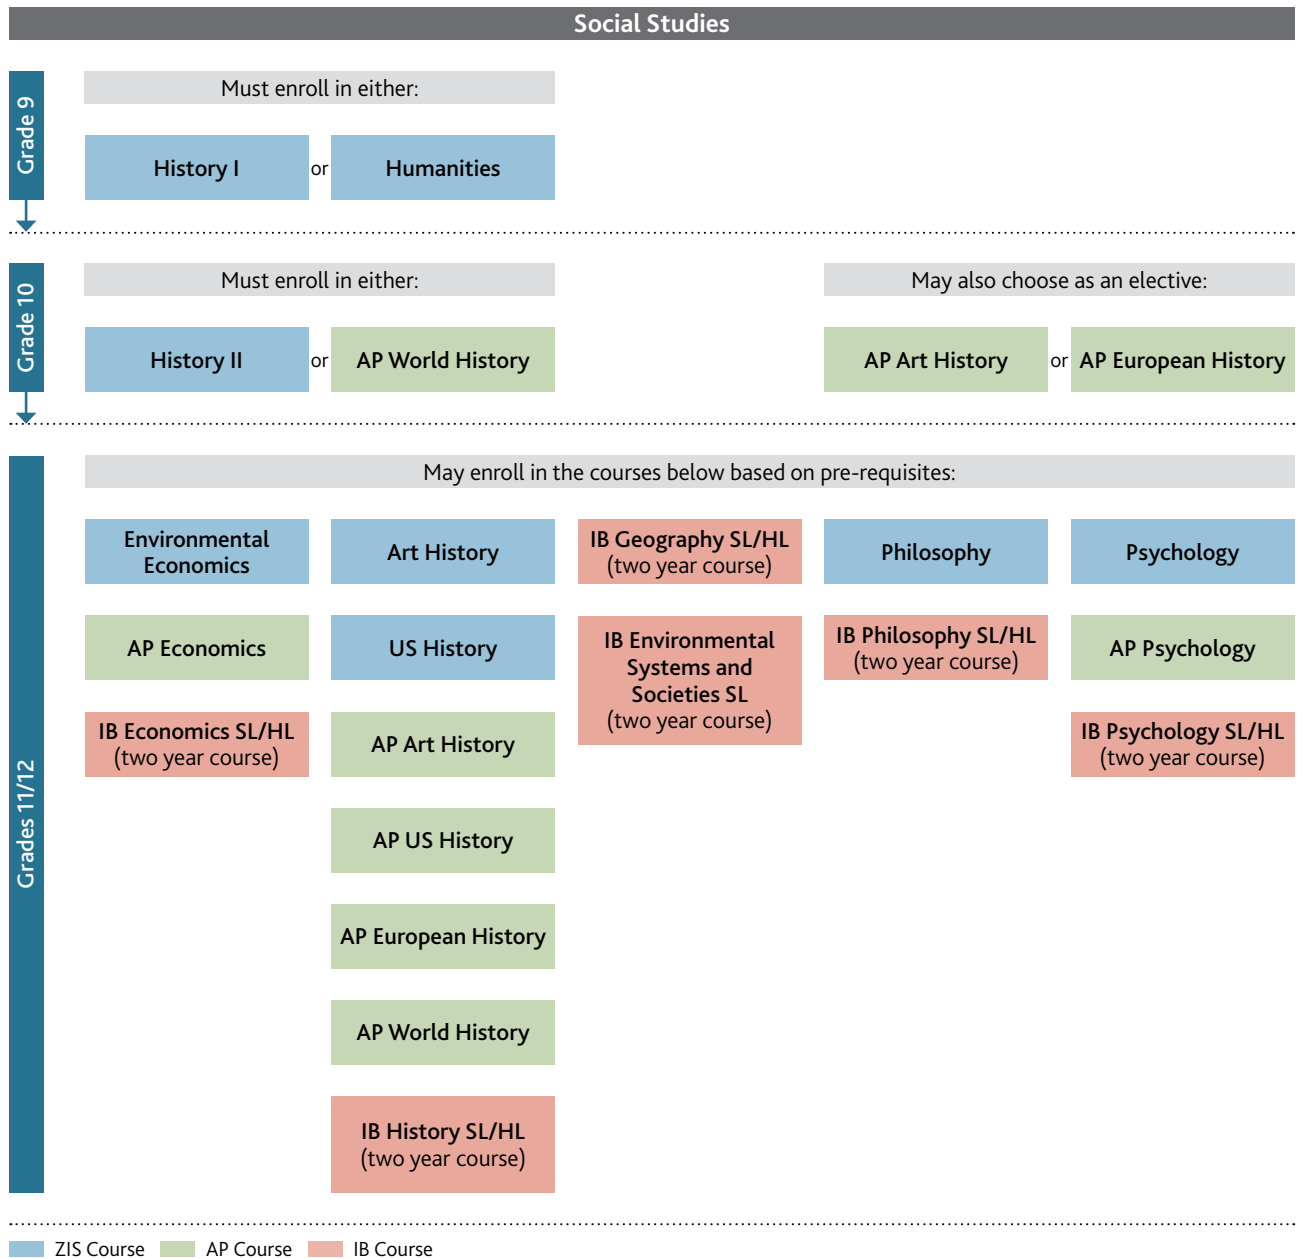 Social Studies
Grade 9
Must enroll in either:
History I or Humanities
Grade 10
Must enroll in either:
May also choose as an elective:
History II or AP World History
AP Art History or AP European History
Grades 11/12
May enroll in the courses below based on pre-requisites:
Environmental
Economics
AP Economics
IB Economics SL/HL
(two year course)
Art History
US History
AP Art History
AP US History
AP European History
AP World History
IB History SL/HL
(two year course)
IB Geography SL/HL
(two year course)
IB Environmental
Systems and
Societies SL
(two year course)
Philosophy
IB Philosophy SL/HL
(two year course)
Psychology
AP Psychology
IB Psychology SL/HL
(two year course)
ZIS Course AP Course IB Course